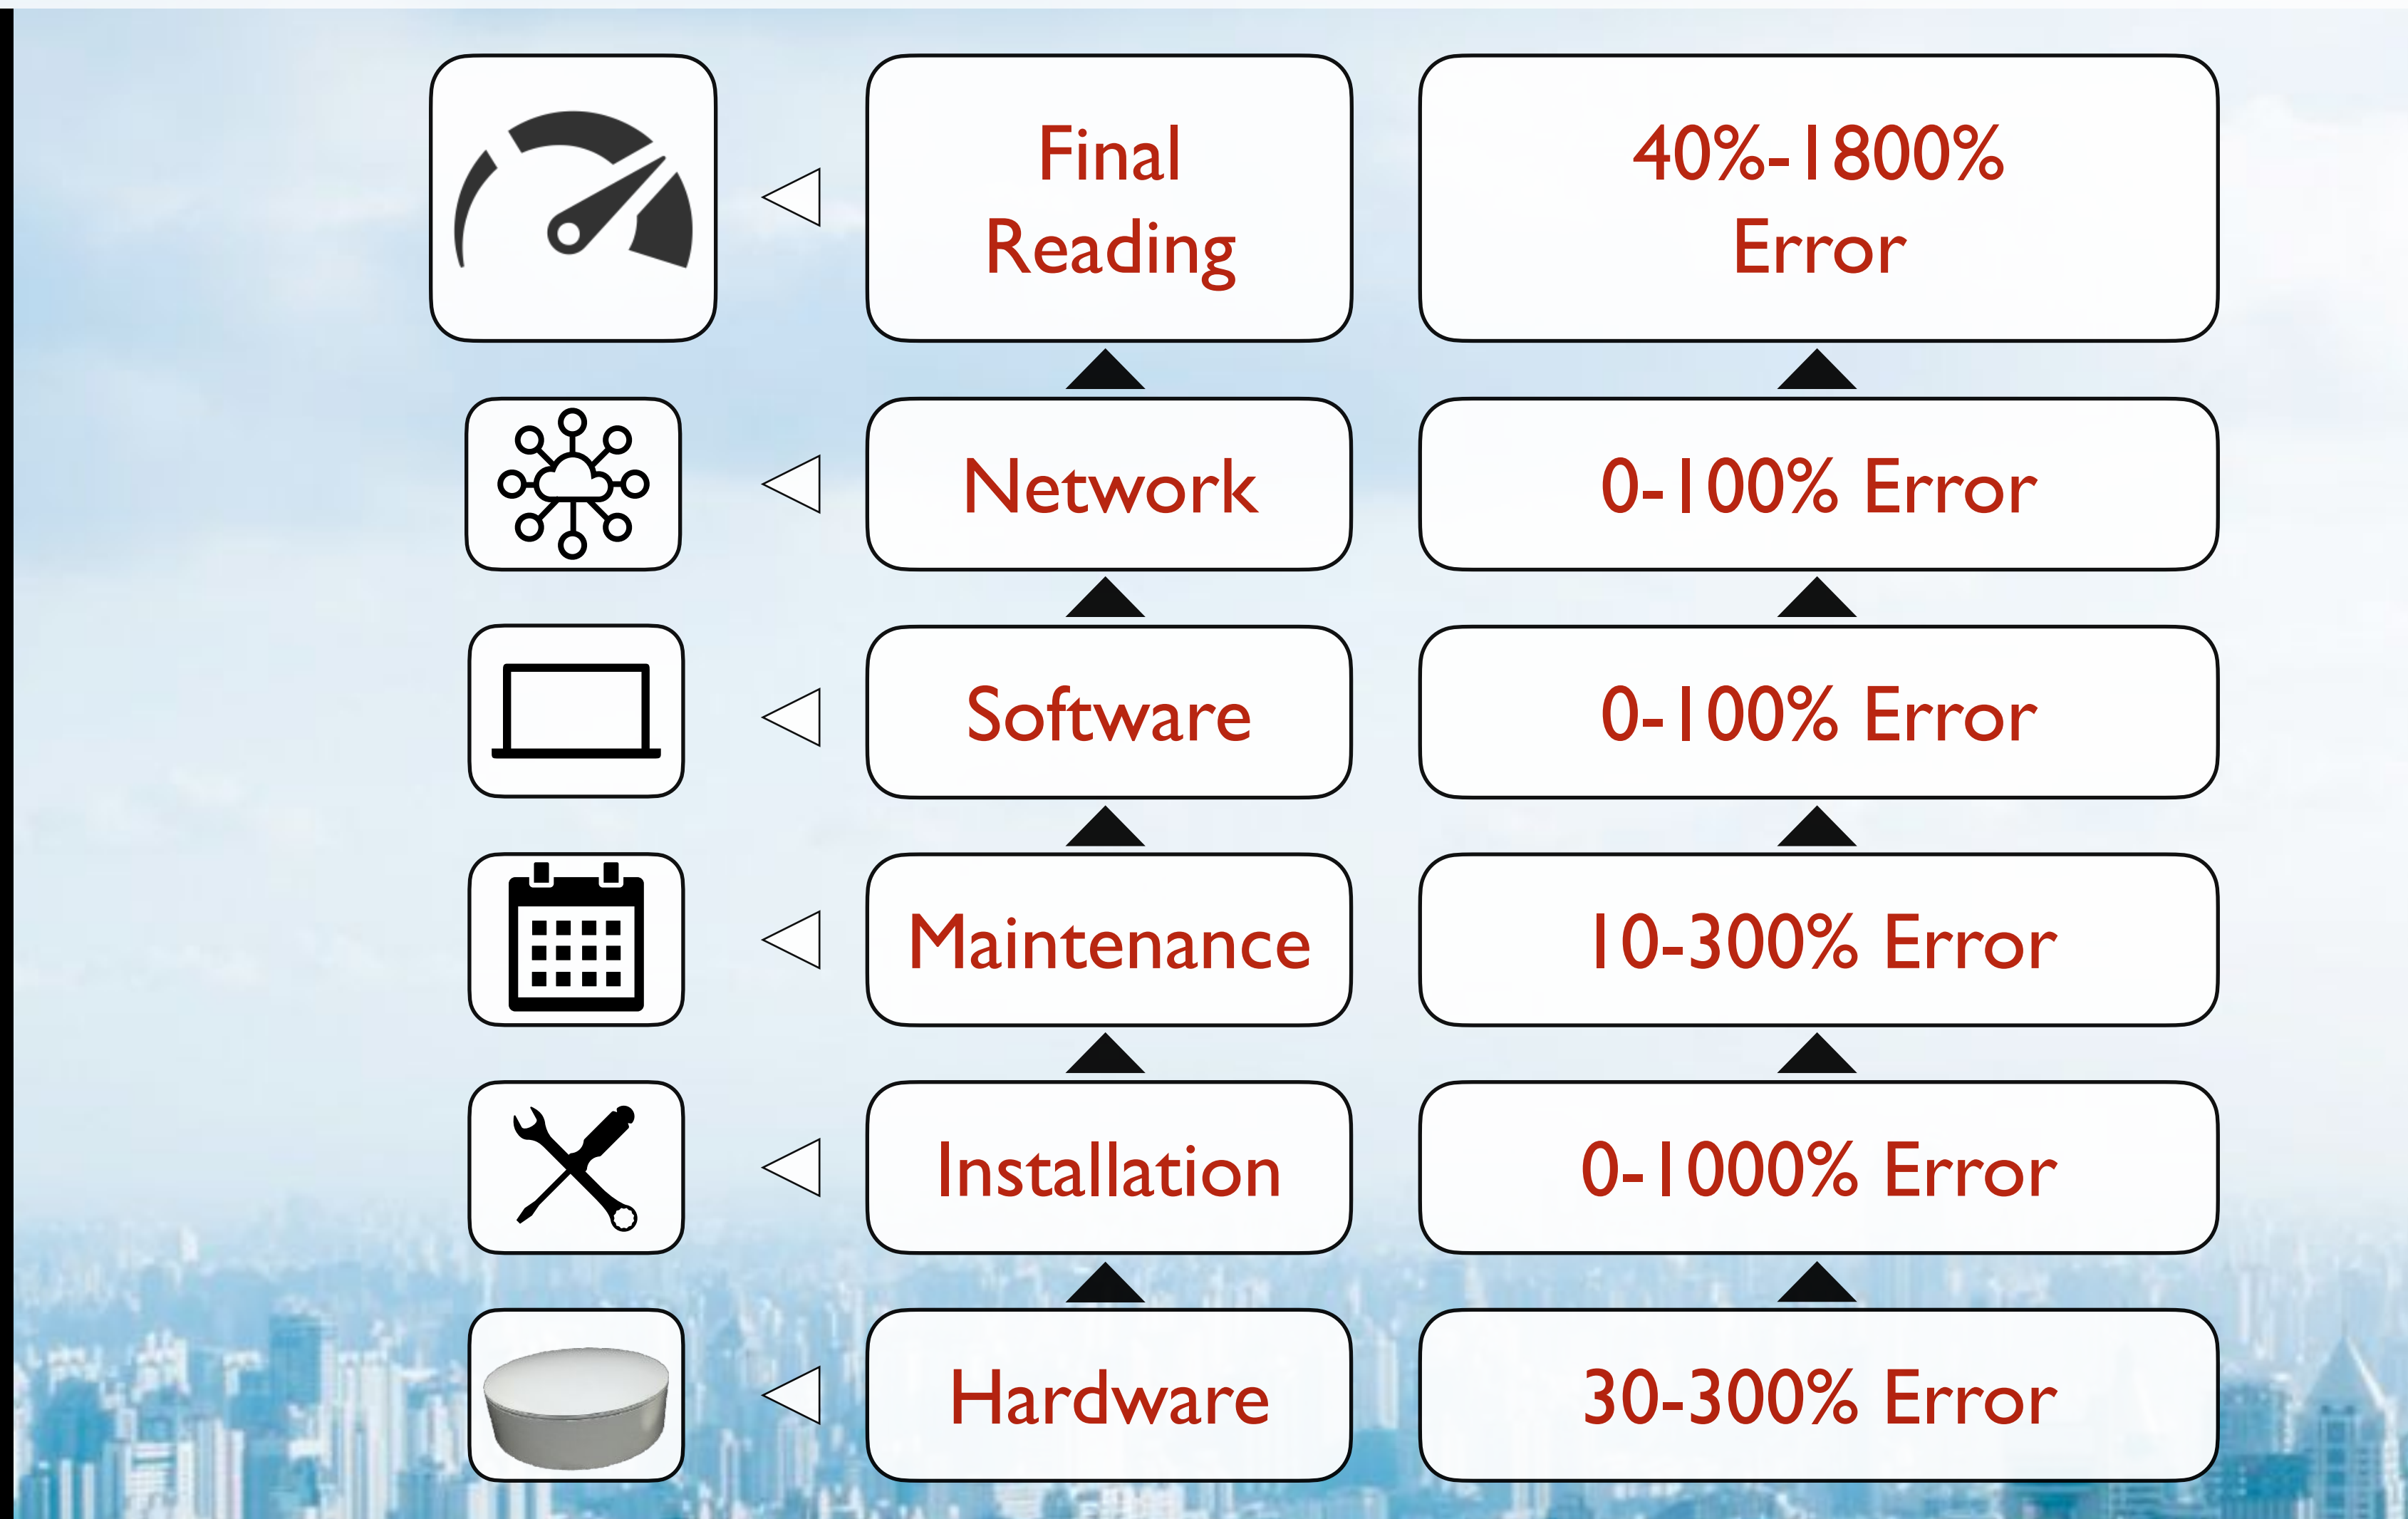 Final
Reading
40%-1800%
Error
Network
0-100% Error
Software
0-100% Error
Maintenance
10-300% Error
Installation
0-1000% Error
Hardware
30-300% Error